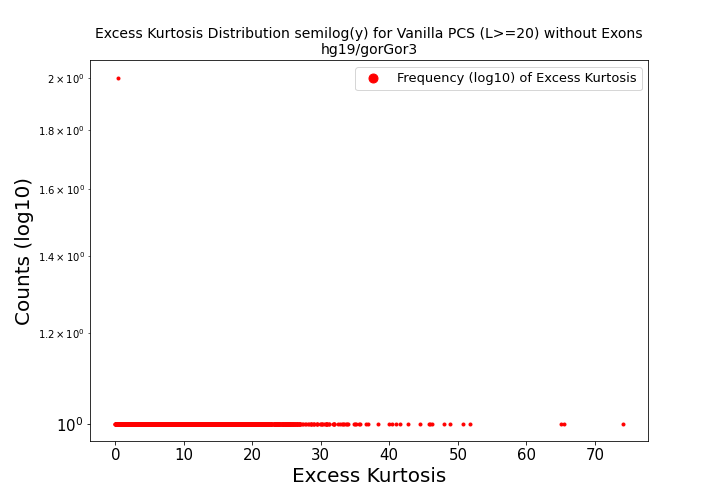 Excess Kurtosis Distribution semilog(y) for Vanilla PCS (L>=20) without Exons
hg19/gorGor3
Frequency (log10) of Excess Kurtosis
Counts (log10)
2 × 10⁰
1.8 × 10⁰
1.6 × 10⁰
1.4 × 10⁰
1.2 × 10⁰
10⁰
0 10 20 30 40 50 60 70
Excess Kurtosis